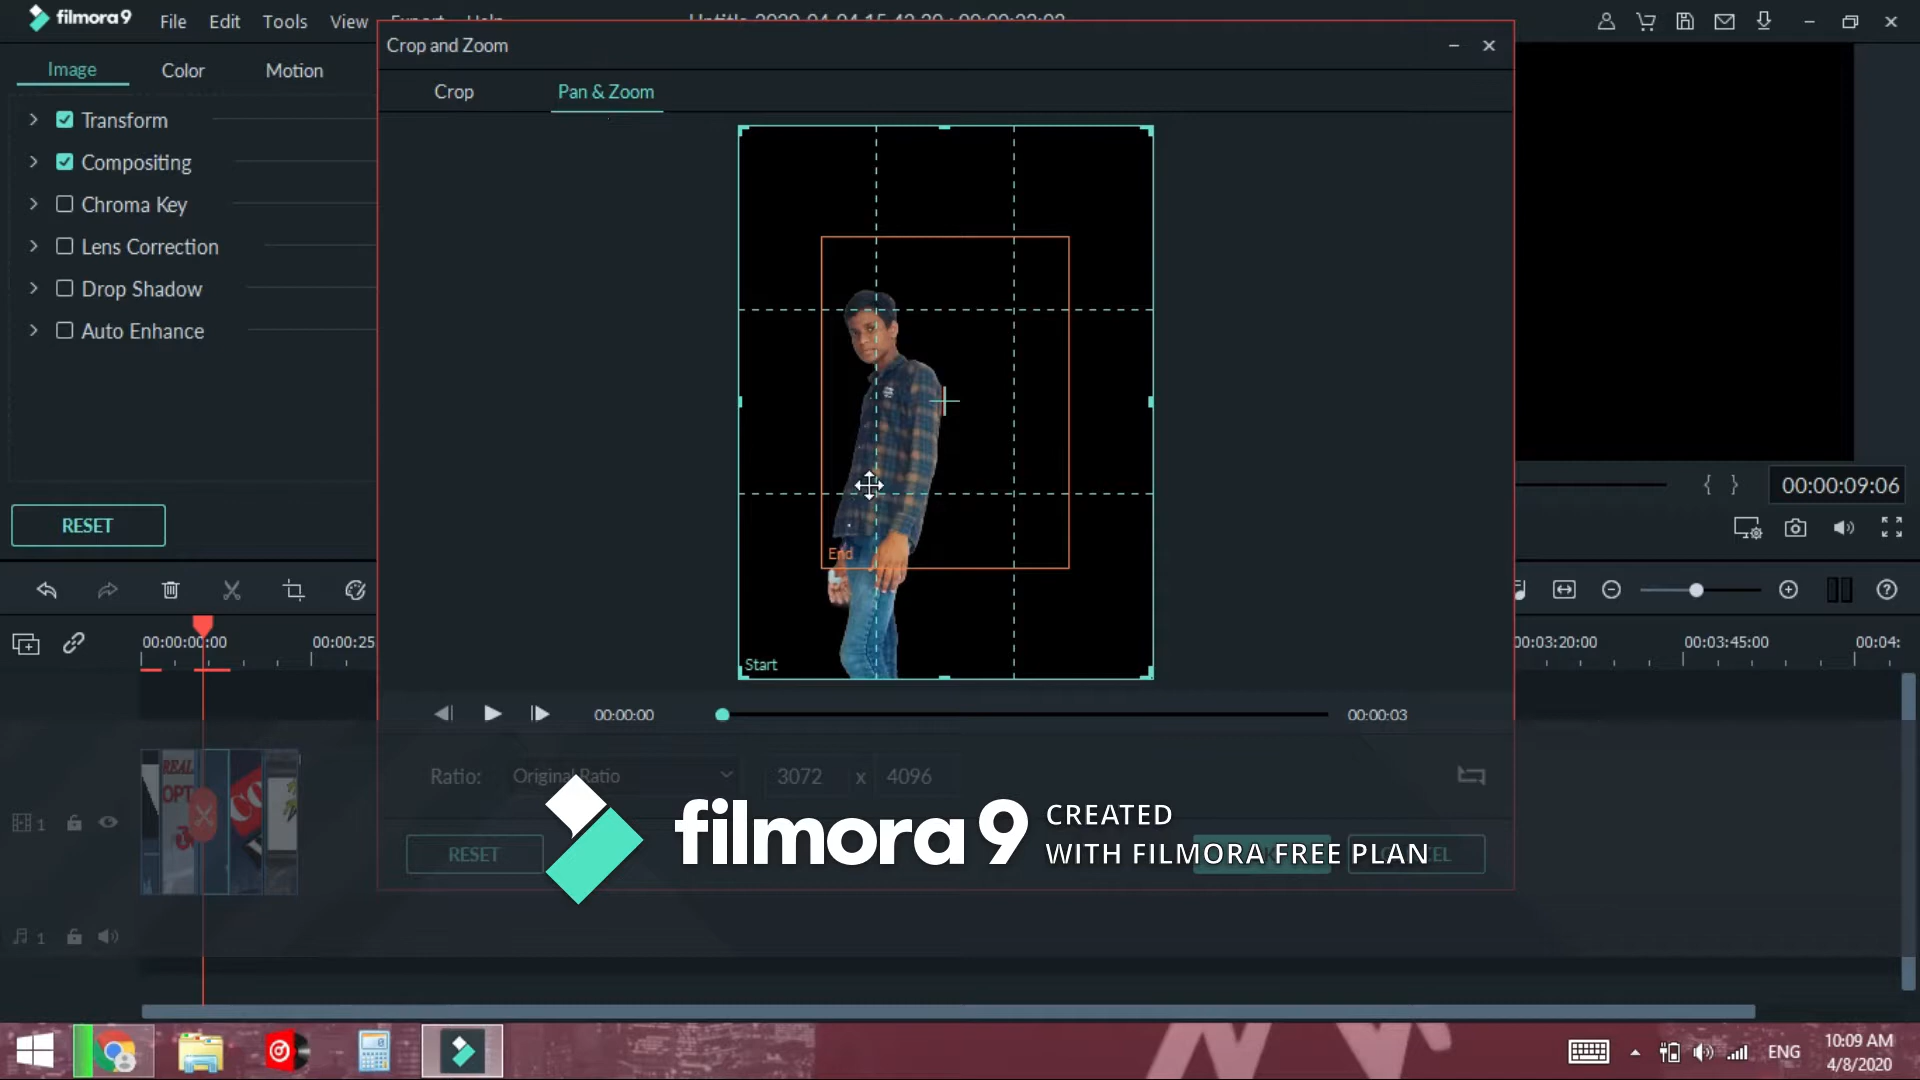 filmora9 File Edit Tools View Export Help Untitle 2020-04-04 15 42 20 : 00:00:23:03
Crop and Zoom
Image Color Motion
Crop Pan & Zoom
Transform
Compositing
Chroma Key
Lens Correction
Drop Shadow
Auto Enhance
{ } 00:00:09:06
RESET
End
00:00:00:00 00:00:25
00:03:20:00 00:03:45:00 00:04:
Start
00:00:00 00:00:03
REAL
OPT
Ratio: Original Ratio 3072 x 4096
1
RESET
filmora9 CREATED
WITH FILMORA FREE PLAN
1
ENG
10:09 AM
4/8/2020